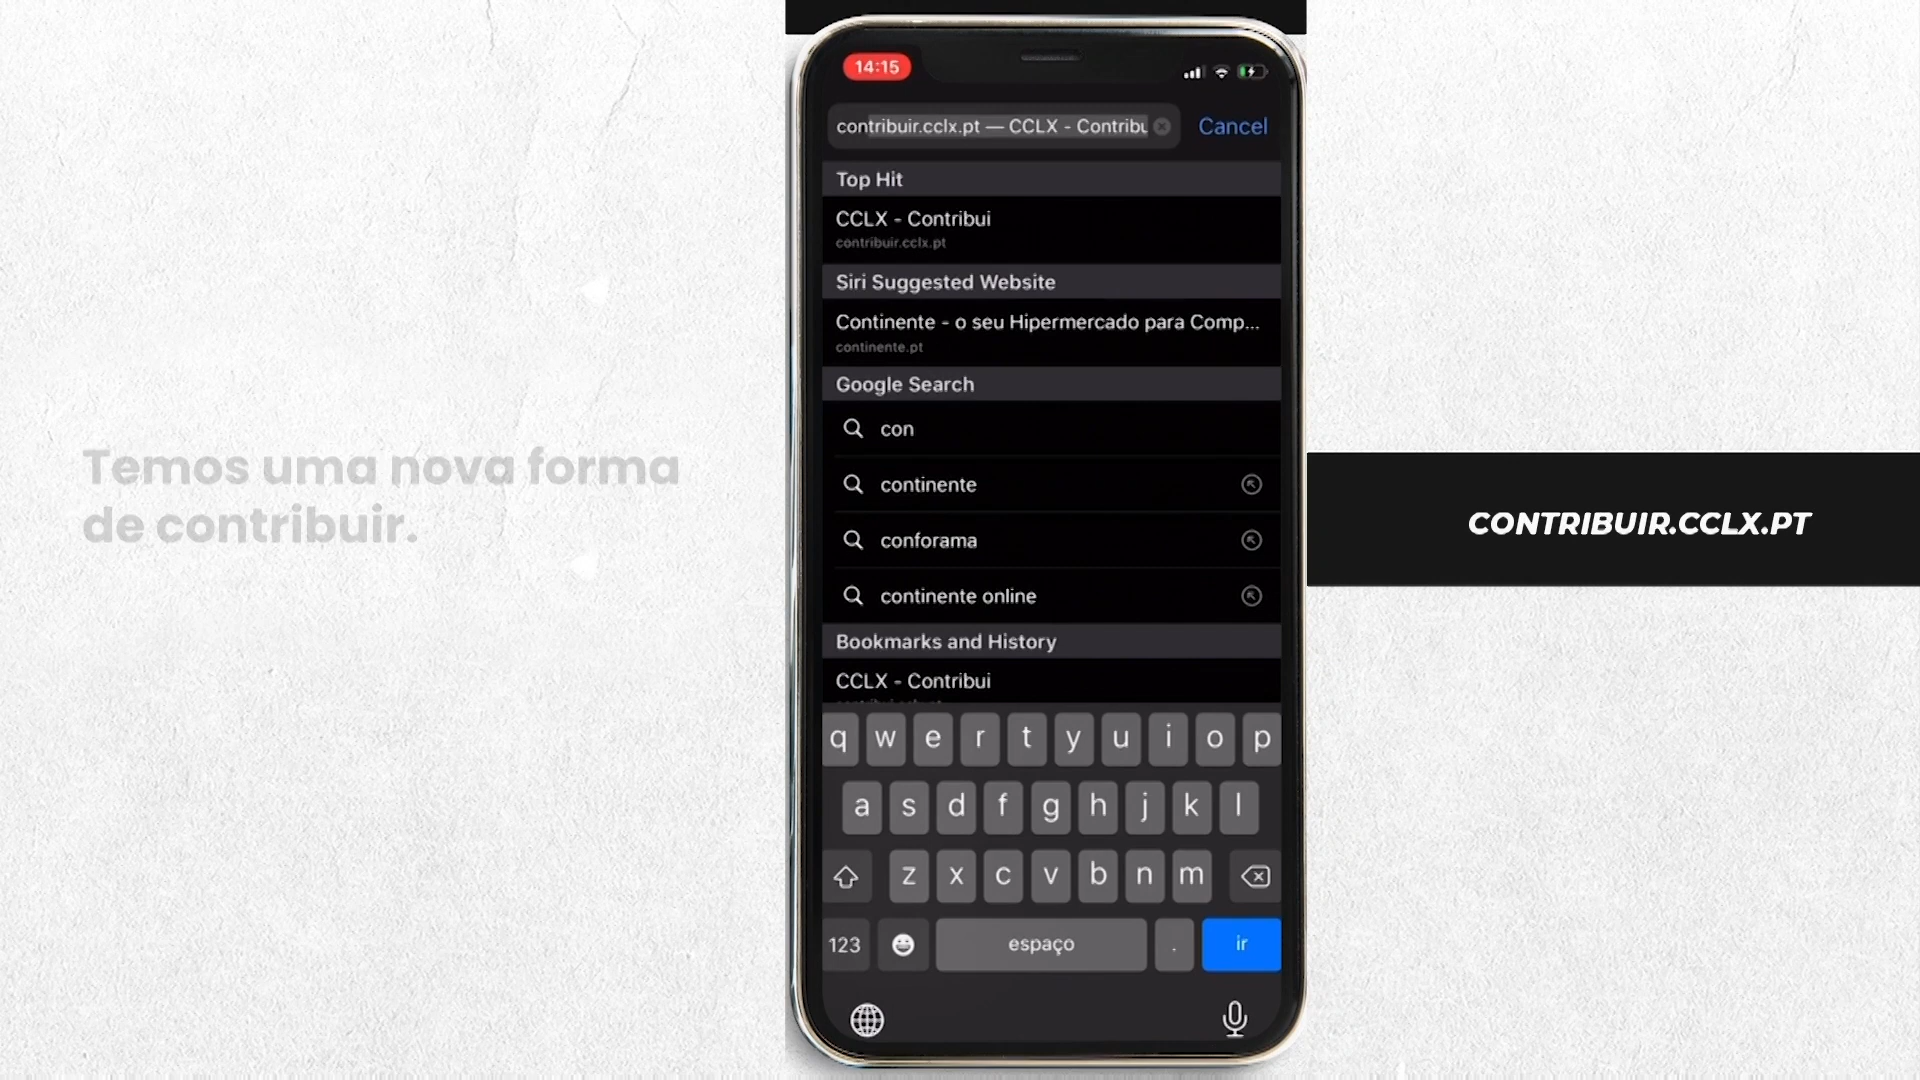 14:15
contribuir.cclx.pt — CCLX - Contribu
Cancel
Top Hit
CCLX - Contribui
contribuir.cclx.pt
Siri Suggested Website
Continente - o seu Hipermercado para Comp...
continente.pt
Google Search
con
continente
conforama
continente online
Bookmarks and History
CCLX - Contribui
q w e r t y u i o p
a s d f g h j k l
z x c v b n m
123 espaço . ir
Temos uma nova forma
de contribuir.
CONTRIBUIR.CCLX.PT